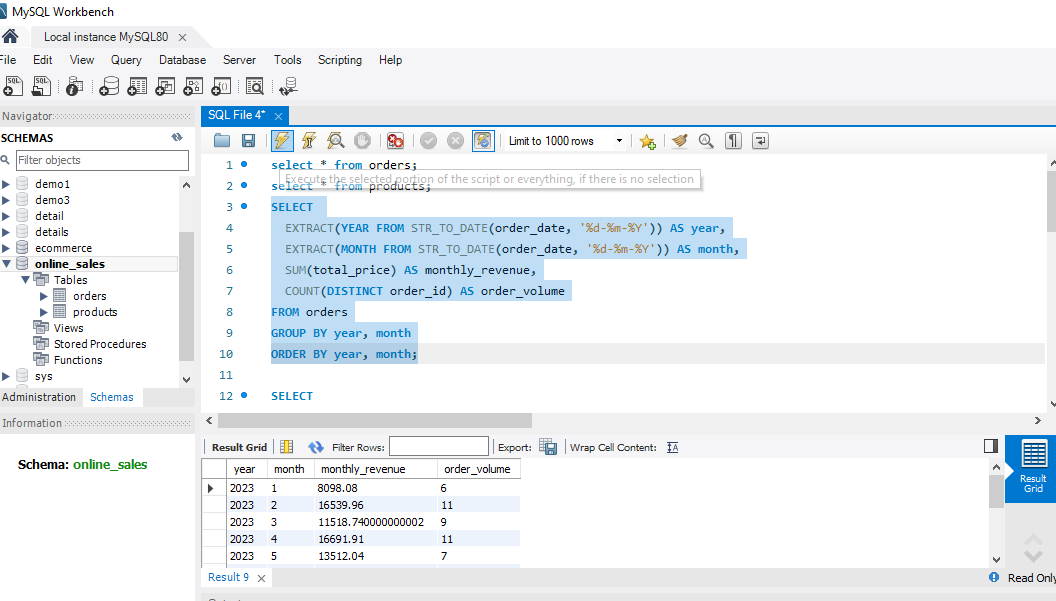 MySQL Workbench
Local instance MySQL80
File Edit View Query Database Server Tools Scripting Help
Navigator
SCHEMAS
Filter objects
demo1
demo3
detail
details
ecommerce
online_sales
Tables
orders
products
Views
Stored Procedures
Functions
sys
Administration Schemas
Information
Schema: online_sales
SQL File 4*
Limit to 1000 rows
1 select * from orders;
Execute the selected portion of the script or everything, if there is no selection
2 select * from products;
3 SELECT
4 EXTRACT(YEAR FROM STR_TO_DATE(order_date, '%d-%m-%Y')) AS year,
5 EXTRACT(MONTH FROM STR_TO_DATE(order_date, '%d-%m-%Y')) AS month,
6 SUM(total_price) AS monthly_revenue,
7 COUNT(DISTINCT order_id) AS order_volume
8 FROM orders
9 GROUP BY year, month
10 ORDER BY year, month;
11
12 SELECT
Result Grid Filter Rows: Export: Wrap Cell Content:
year month monthly_revenue order_volume
2023 1 8098.08 6
2023 2 16539.96 11
2023 3 11518.740000000002 9
2023 4 16691.91 11
2023 5 13512.04 7
Result Grid
Result 9
Read Only